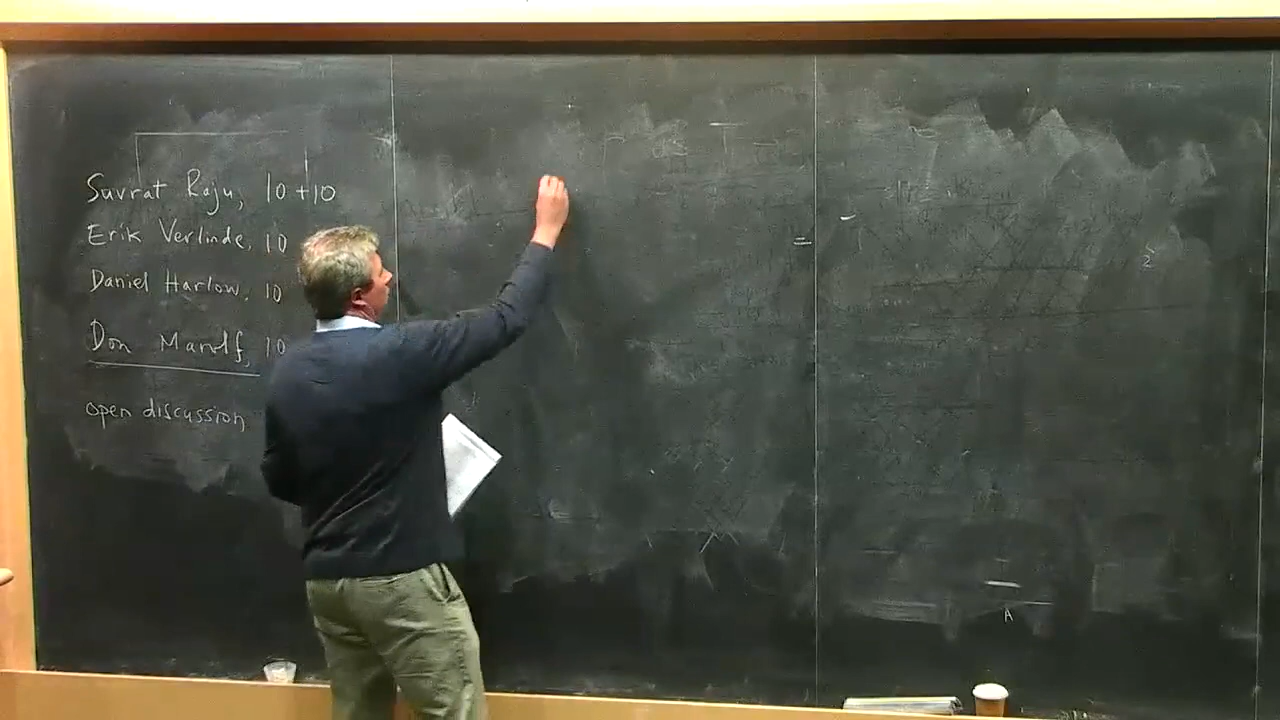 Suvrat Raju, 10+10
Erik Verlinde, 10
Daniel Harlow, 10
Don Marolf, 10
open discussion
A